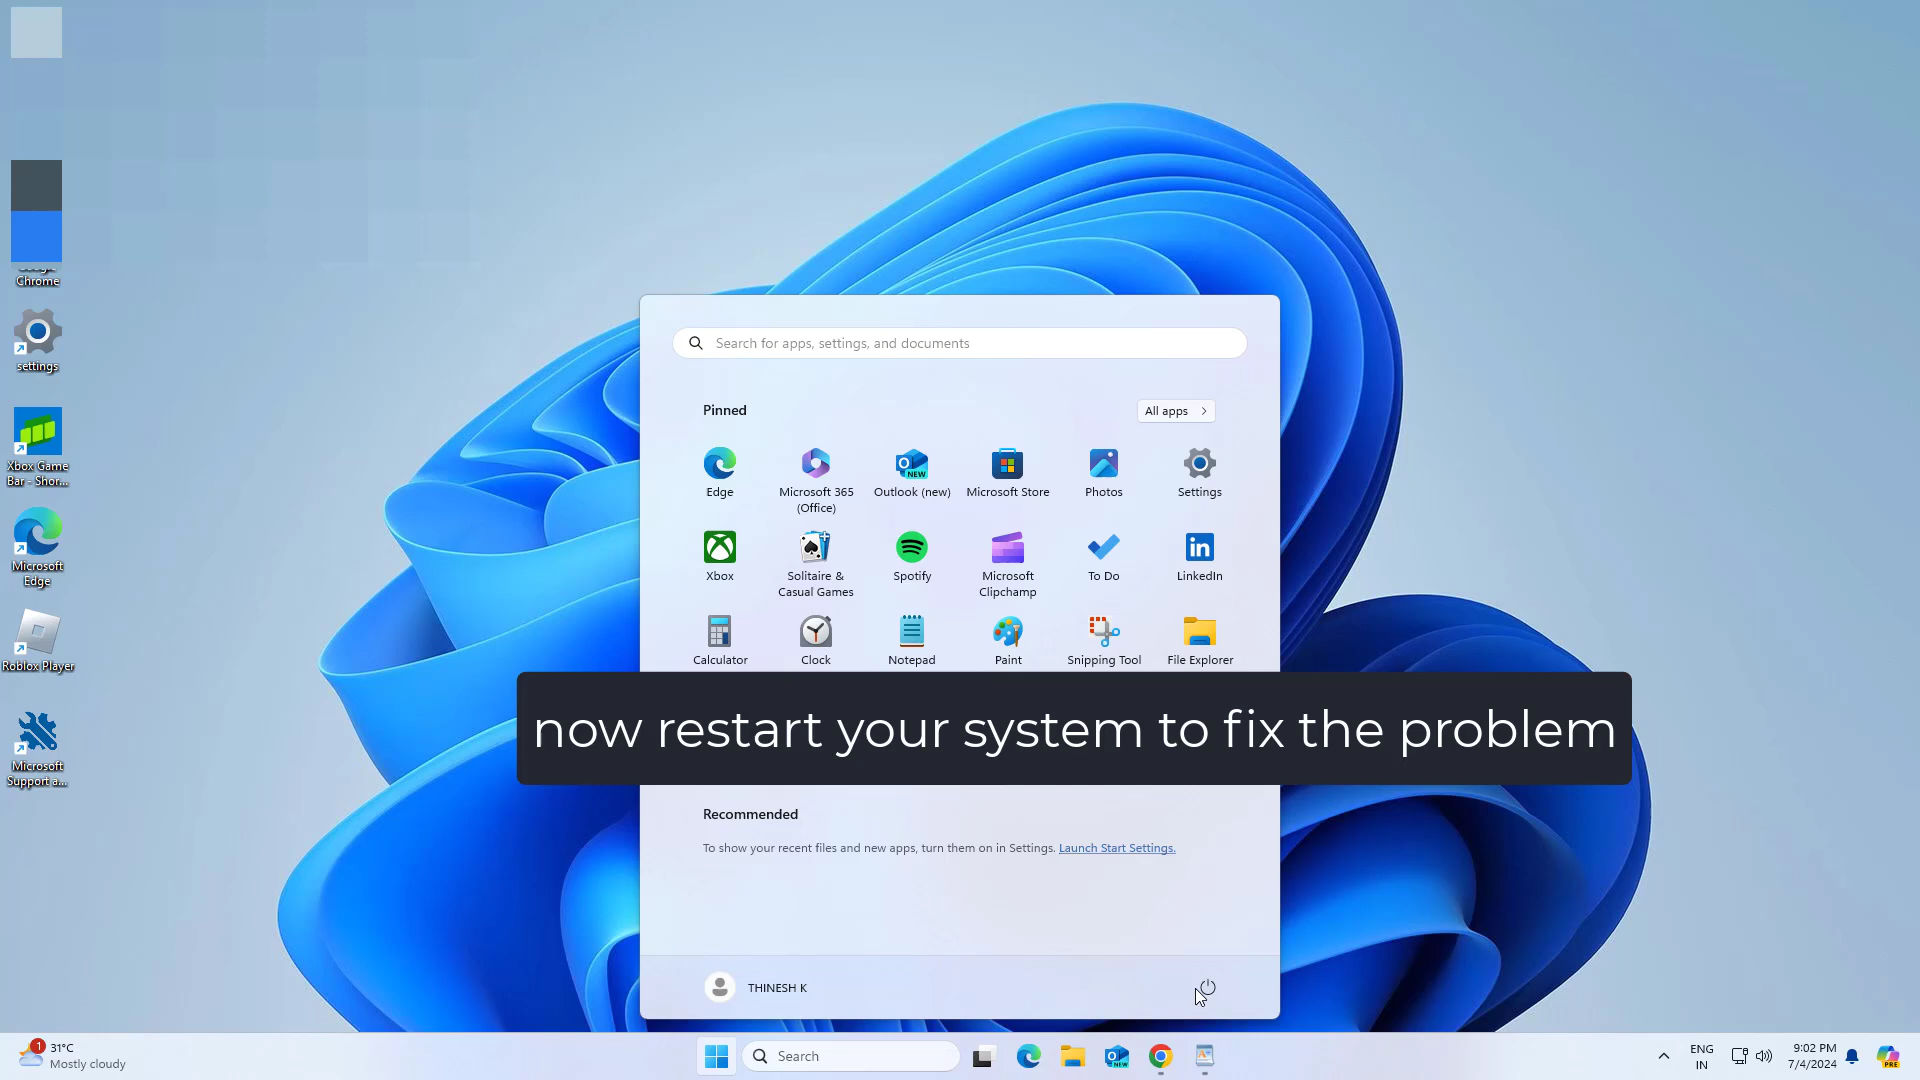 Chrome
settings
Xbox Game
Bar - Shor...
Microsoft
Edge
Roblox Player
Microsoft
Support a...
Search for apps, settings, and documents
Pinned
All apps
Edge
Microsoft 365
(Office)
Outlook (new)
Microsoft Store
Photos
Settings
Xbox
Solitaire &
Casual Games
Spotify
Microsoft
Clipchamp
To Do
LinkedIn
Calculator
Clock
Notepad
Paint
Snipping Tool
File Explorer
now restart your system to fix the problem
Recommended
To show your recent files and new apps, turn them on in Settings. Launch Start Settings.
THINESH K
1
31°C
Mostly cloudy
Search
ENG
IN
9:02 PM
7/4/2024